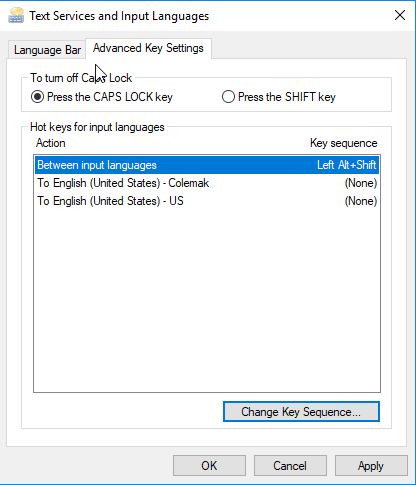 Text Services and Input Languages
Language Bar
Advanced Key Settings
To turn off Caps Lock
Press the CAPS LOCK key
Press the SHIFT key
Hot keys for input languages
Action
Key sequence
Between input languages
Left Alt+Shift
To English (United States) - Colemak
(None)
To English (United States) - US
(None)
Change Key Sequence...
OK
Cancel
Apply